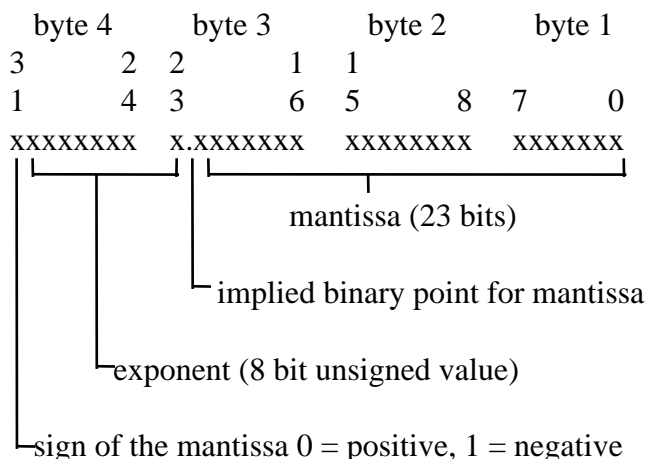 byte 4 byte 3 byte 2 byte 1
3 2 2 1 1
1 4 3 6 5 8 7 0
xxxxxxxx x.xxxxxxx xxxxxxxx xxxxxxx
mantissa (23 bits)
implied binary point for mantissa
exponent (8 bit unsigned value)
sign of the mantissa 0 = positive, 1 = negative